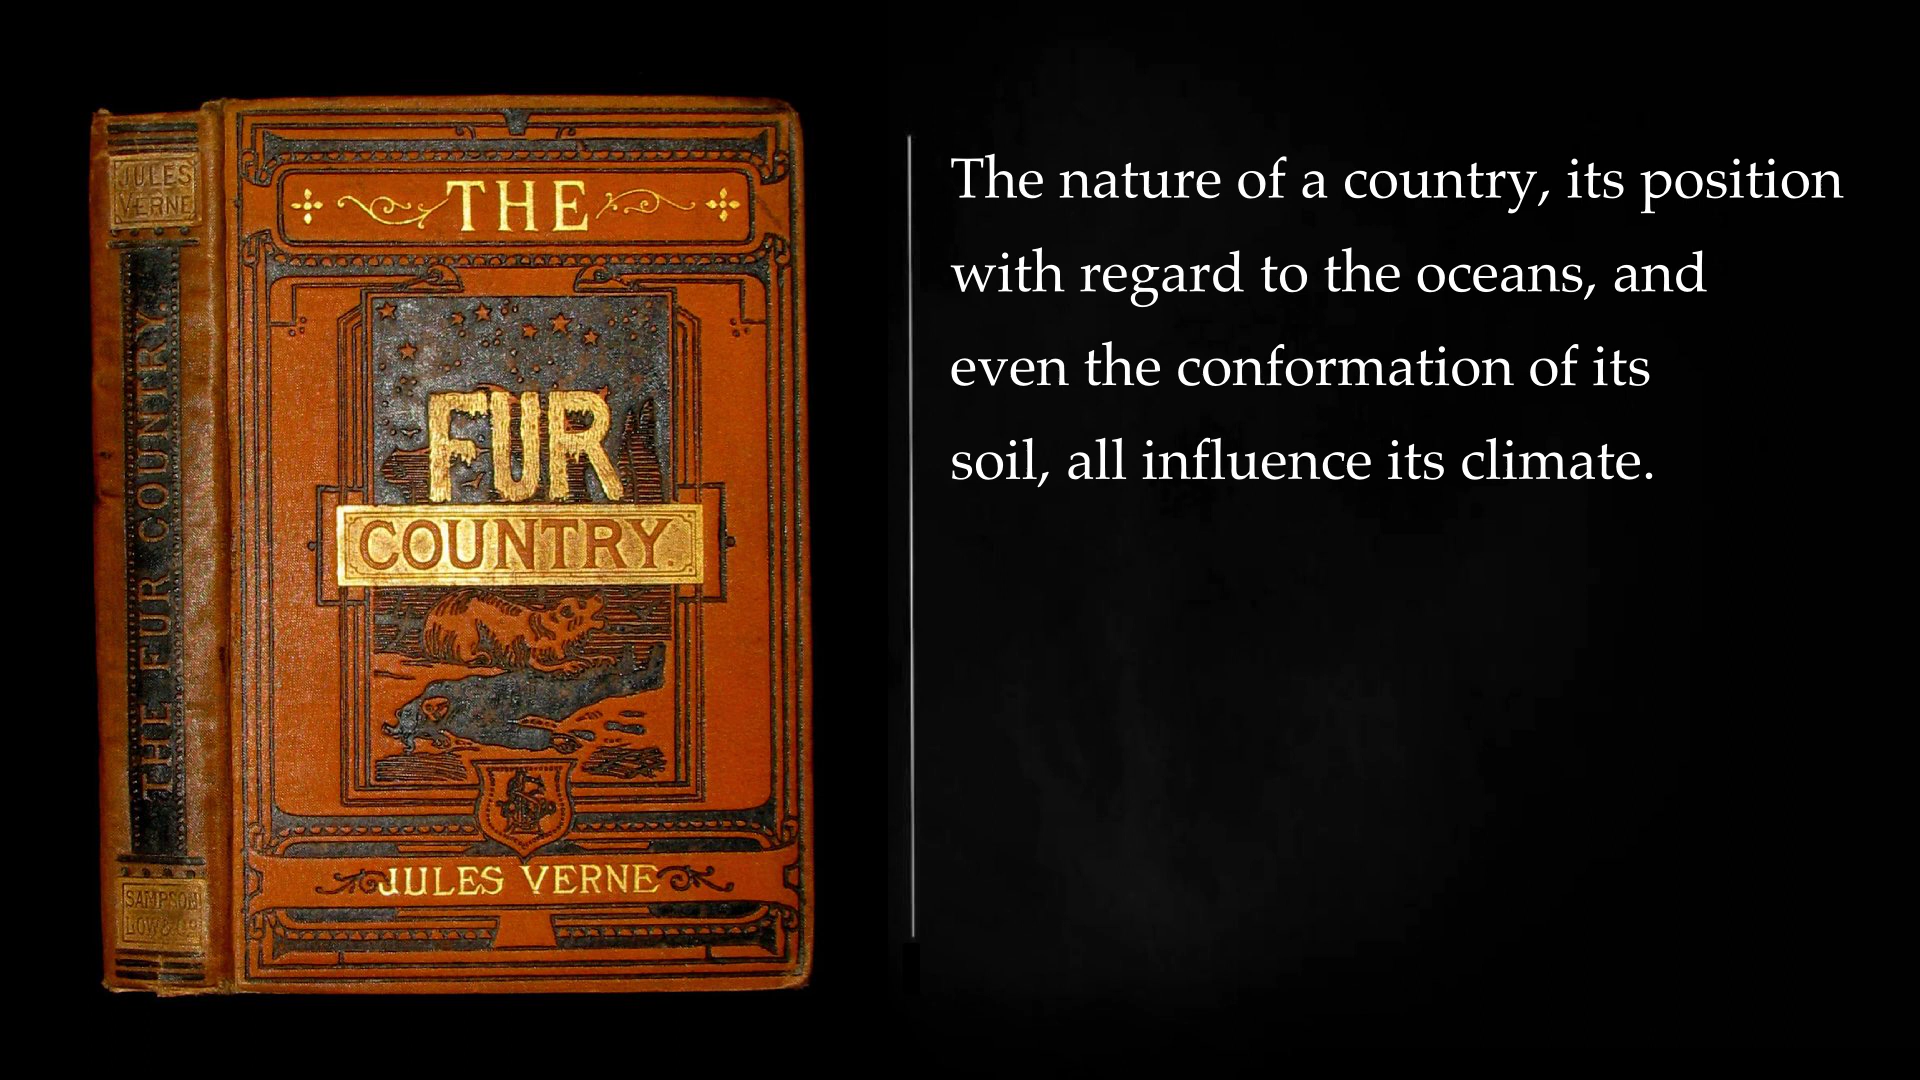 JULES
VERNE
THE FUR COUNTRY.
SAMPSON
LOW & Co
THE
FUR
COUNTRY.
JULES VERNE
The nature of a country, its position
with regard to the oceans, and
even the conformation of its
soil, all influence its climate.